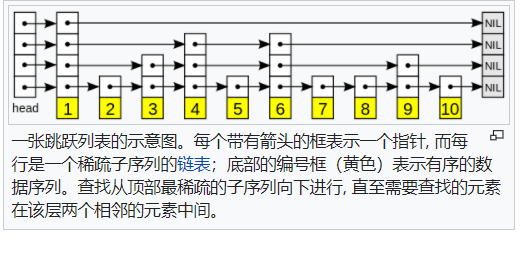 NIL
NIL
NIL
NIL
head 1 2 3 4 5 6 7 8 9 10
一张跳跃列表的示意图。每个带有箭头的框表示一个指针, 而每
行是一个稀疏子序列的链表；底部的编号框（黄色）表示有序的数
据序列。查找从顶部最稀疏的子序列向下进行, 直至需要查找的元素
在该层两个相邻的元素中间。